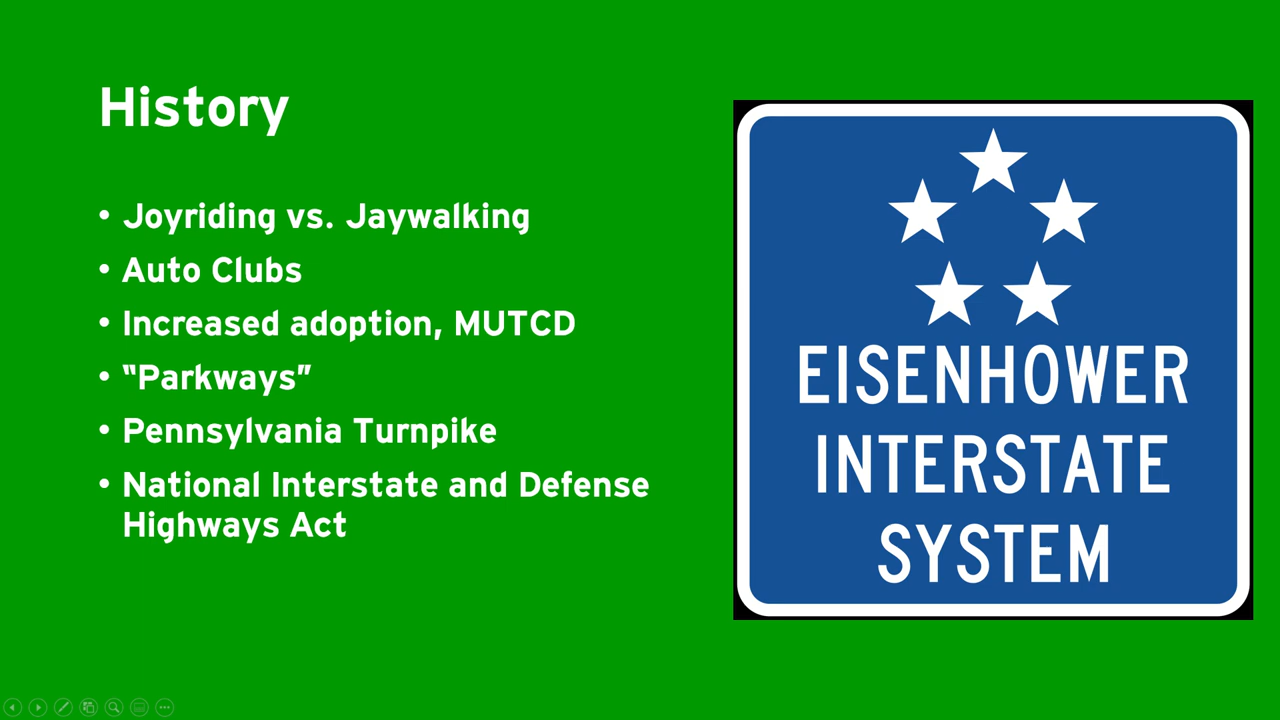 History
• Joyriding vs. Jaywalking
• Auto Clubs
• Increased adoption, MUTCD
• “Parkways”
• Pennsylvania Turnpike
• National Interstate and Defense
Highways Act
EISENHOWER
INTERSTATE
SYSTEM